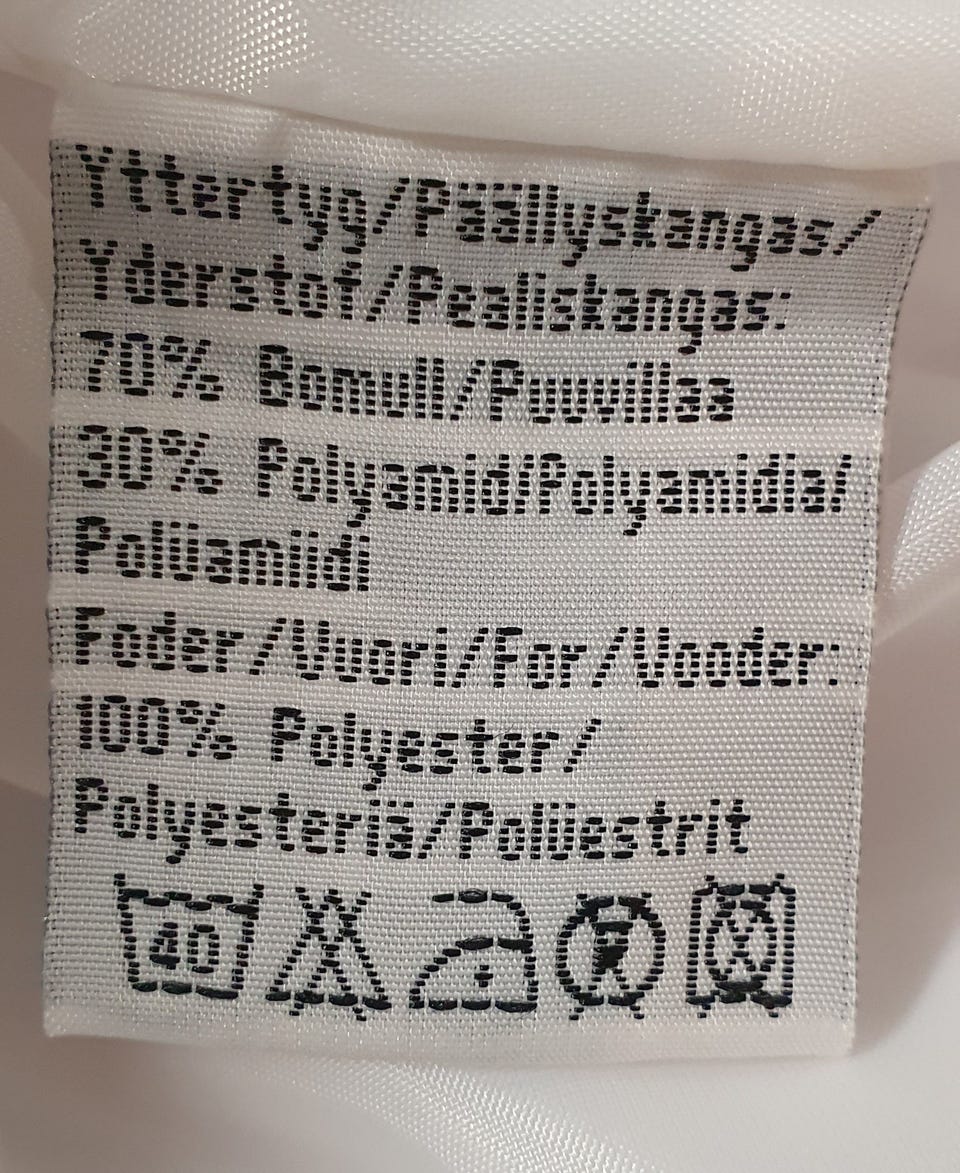 Yttertyg/Päällyskangas/
Yderstof/Pealiskangas:
70% Bomull/Puuvillaa
30% Polyamid/Polyamidia/
Polüamiidi
Foder/Vuori/For/Vooder:
100% Polyester/
Polyesteriä/Polüestrit
40